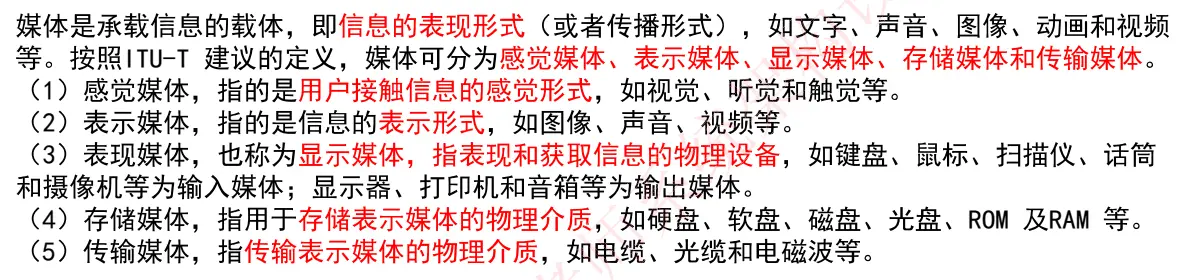 媒体是承载信息的载体，即信息的表现形式（或者传播形式），如文字、声音、图像、动画和视频
等。按照ITU-T 建议的定义，媒体可分为感觉媒体、表示媒体、显示媒体、存储媒体和传输媒体。
（1）感觉媒体，指的是用户接触信息的感觉形式，如视觉、听觉和触觉等。
（2）表示媒体，指的是信息的表示形式，如图像、声音、视频等。
（3）表现媒体，也称为显示媒体，指表现和获取信息的物理设备，如键盘、鼠标、扫描仪、话筒
和摄像机等为输入媒体；显示器、打印机和音箱等为输出媒体。
（4）存储媒体，指用于存储表示媒体的物理介质，如硬盘、软盘、磁盘、光盘、ROM 及RAM 等。
（5）传输媒体，指传输表示媒体的物理介质，如电缆、光缆和电磁波等。